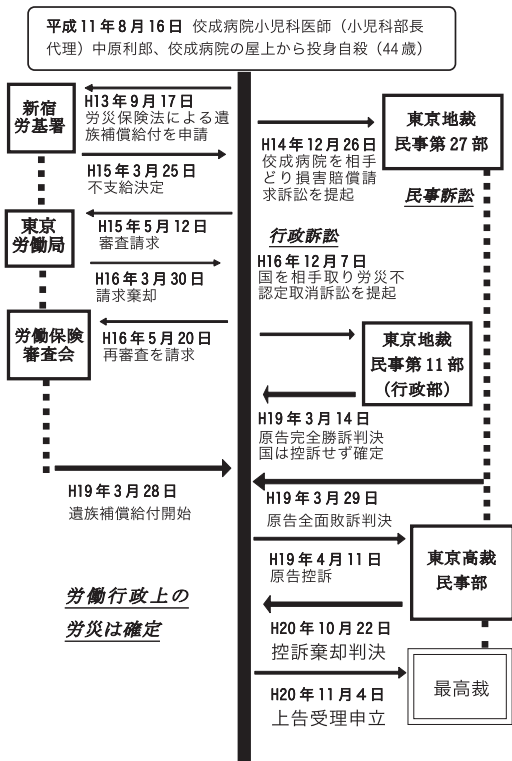 平成11年8月16日 佼成病院小児科医師（小児科部長
代理）中原利郎、佼成病院の屋上から投身自殺（44歳）
新宿
労基署
H13年9月17日
労災保険法による遺
族補償給付を申請
H15年3月25日
不支給決定
東京
労働局
H15年5月12日
審査請求
H16年3月30日
請求棄却
労働保険
審査会
H16年5月20日
再審査を請求
H19年3月28日
遺族補償給付開始
労働行政上の
労災は確定
東京地裁
民事第27部
H14年12月26日
佼成病院を相手
どり損害賠償請
求訴訟を提起
民事訴訟
行政訴訟
H16年12月7日
国を相手取り労災不
認定取消訴訟を提起
東京地裁
民事第11部
（行政部）
H19年3月14日
原告完全勝訴判決
国は控訴せず確定
H19年3月29日
原告全面敗訴判決
H19年4月11日
原告控訴
東京高裁
民事部
H20年10月22日
控訴棄却判決
H20年11月4日
上告受理申立
最高裁